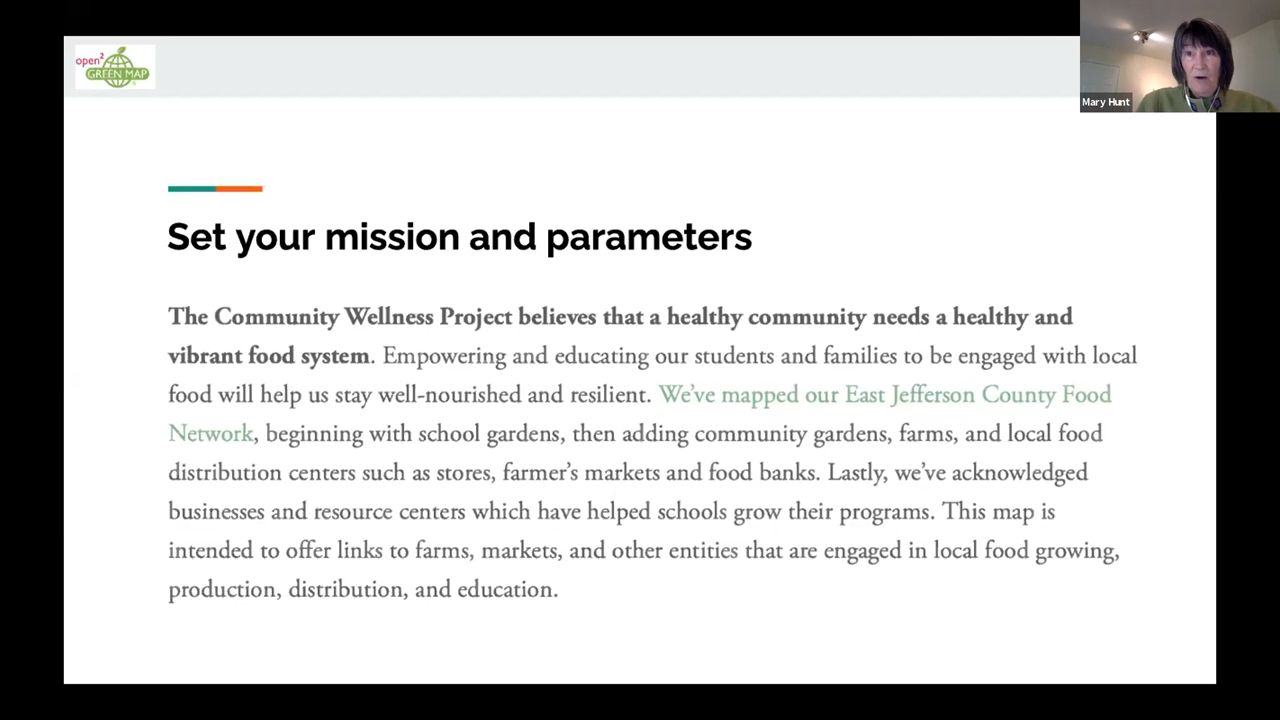 open²
GREEN MAP
Mary Hunt
Set your mission and parameters
The Community Wellness Project believes that a healthy community needs a healthy and
vibrant food system. Empowering and educating our students and families to be engaged with local
food will help us stay well-nourished and resilient. We’ve mapped our East Jefferson County Food
Network, beginning with school gardens, then adding community gardens, farms, and local food
distribution centers such as stores, farmer’s markets and food banks. Lastly, we’ve acknowledged
businesses and resource centers which have helped schools grow their programs. This map is
intended to offer links to farms, markets, and other entities that are engaged in local food growing,
production, distribution, and education.